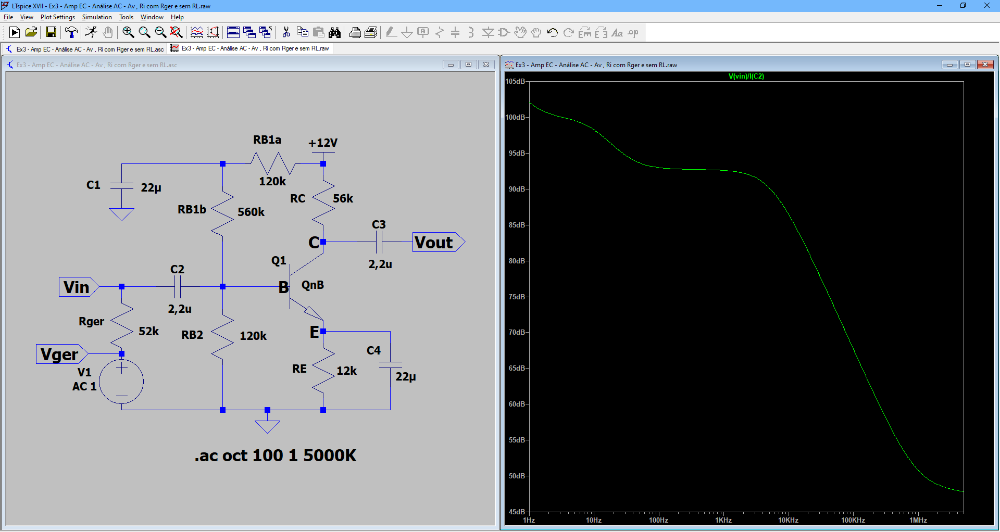 LTspice XVII - Ex3 - Amp EC - Análise AC - Av , Ri com Rger e sem RL.raw
File View Plot Settings Simulation Tools Window Help
Ex3 - Amp EC - Análise AC - Av , Ri com Rger e sem RL.asc
Ex3 - Amp EC - Análise AC - Av , Ri com Rger e sem RL.raw
Ex3 - Amp EC - Análise AC - Av , Ri com Rger e sem RL.asc
RB1a
+12V
120k
C1
22µ
RB1b
560k
RC
56k
C3
C
Vout
2,2u
Q1
C2
Vin
B
QnB
2,2u
Rger
52k
RB2
120k
E
C4
Vger
RE
12k
22µ
V1
AC 1
.ac oct 100 1 5000K
Ex3 - Amp EC - Análise AC - Av , Ri com Rger e sem RL.raw
V(vin)/I(C2)
105dB
100dB
95dB
90dB
85dB
80dB
75dB
70dB
65dB
60dB
55dB
50dB
45dB
1Hz 10Hz 100Hz 1KHz 10KHz 100KHz 1MHz